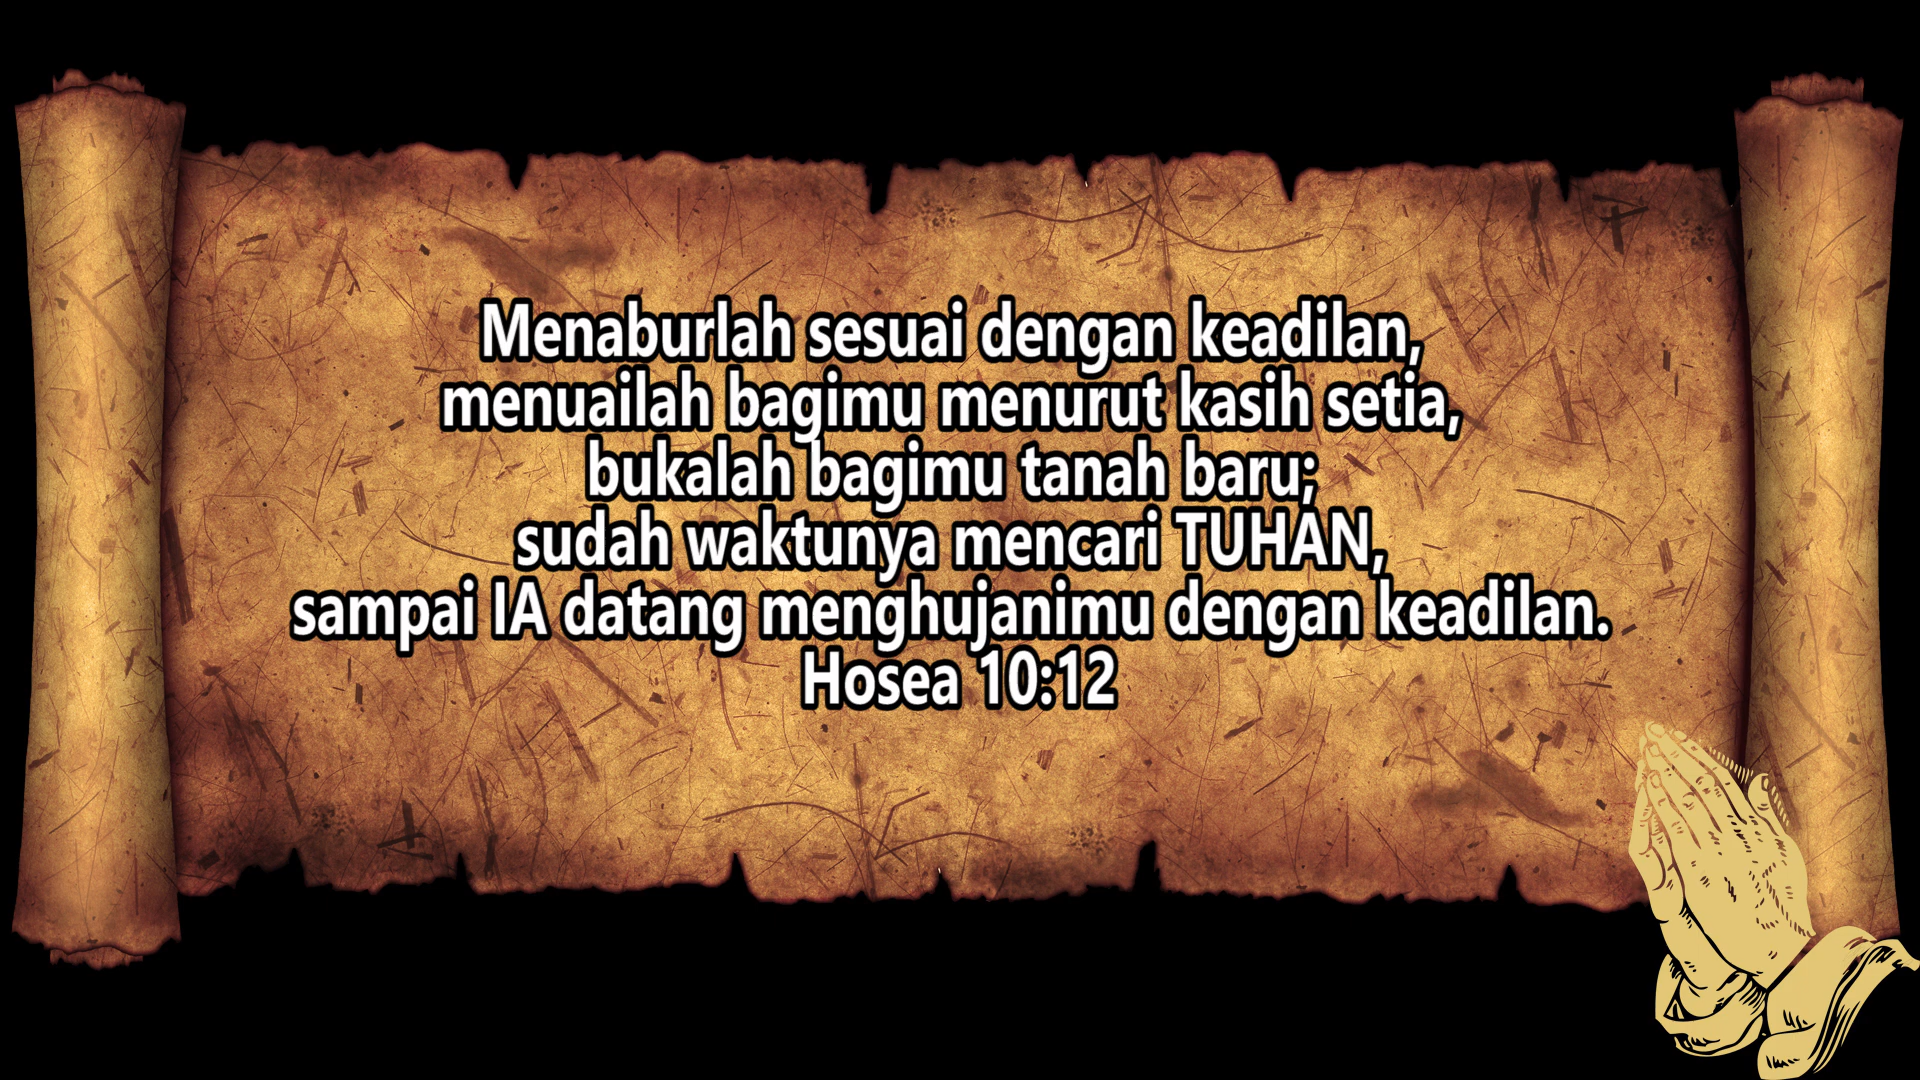 Menaburlah sesuai dengan keadilan,
menuailah bagimu menurut kasih setia,
bukalah bagimu tanah baru;
sudah waktunya mencari TUHAN,
sampai IA datang menghujanimu dengan keadilan.
Hosea 10:12